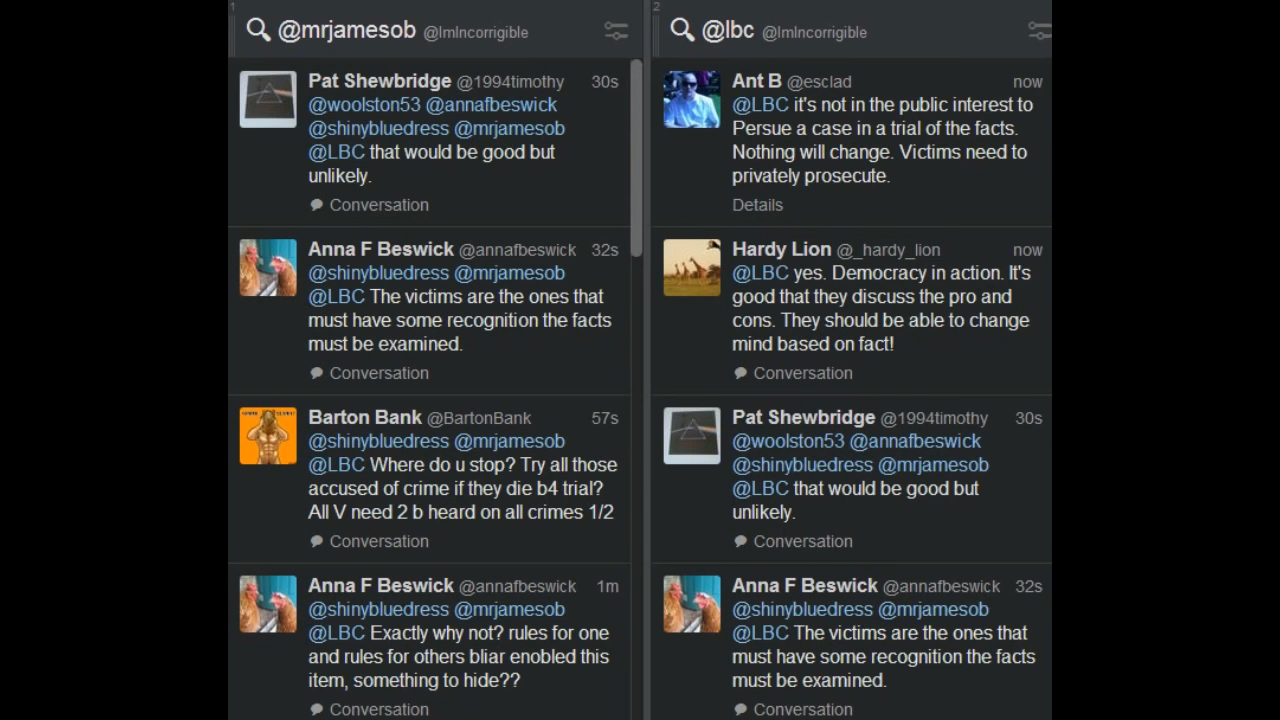 1
@mrjamesob @ImIncorrigible
Pat Shewbridge @1994timothy 30s
@woolston53 @annafbeswick
@shinybluedress @mrjamesob
@LBC that would be good but
unlikely.
Conversation
Anna F Beswick @annafbeswick 32s
@shinybluedress @mrjamesob
@LBC The victims are the ones that
must have some recognition the facts
must be examined.
Conversation
Barton Bank @BartonBank 57s
@shinybluedress @mrjamesob
@LBC Where do u stop? Try all those
accused of crime if they die b4 trial?
All V need 2 b heard on all crimes 1/2
Conversation
Anna F Beswick @annafbeswick 1m
@shinybluedress @mrjamesob
@LBC Exactly why not? rules for one
and rules for others bliar enobled this
item, something to hide??
Conversation
2
@lbc @ImIncorrigible
Ant B @esclad now
@LBC it's not in the public interest to
Persue a case in a trial of the facts.
Nothing will change. Victims need to
privately prosecute.
Details
Hardy Lion @_hardy_lion now
@LBC yes. Democracy in action. It's
good that they discuss the pro and
cons. They should be able to change
mind based on fact!
Conversation
Pat Shewbridge @1994timothy 30s
@woolston53 @annafbeswick
@shinybluedress @mrjamesob
@LBC that would be good but
unlikely.
Conversation
Anna F Beswick @annafbeswick 32s
@shinybluedress @mrjamesob
@LBC The victims are the ones that
must have some recognition the facts
must be examined.
Conversation